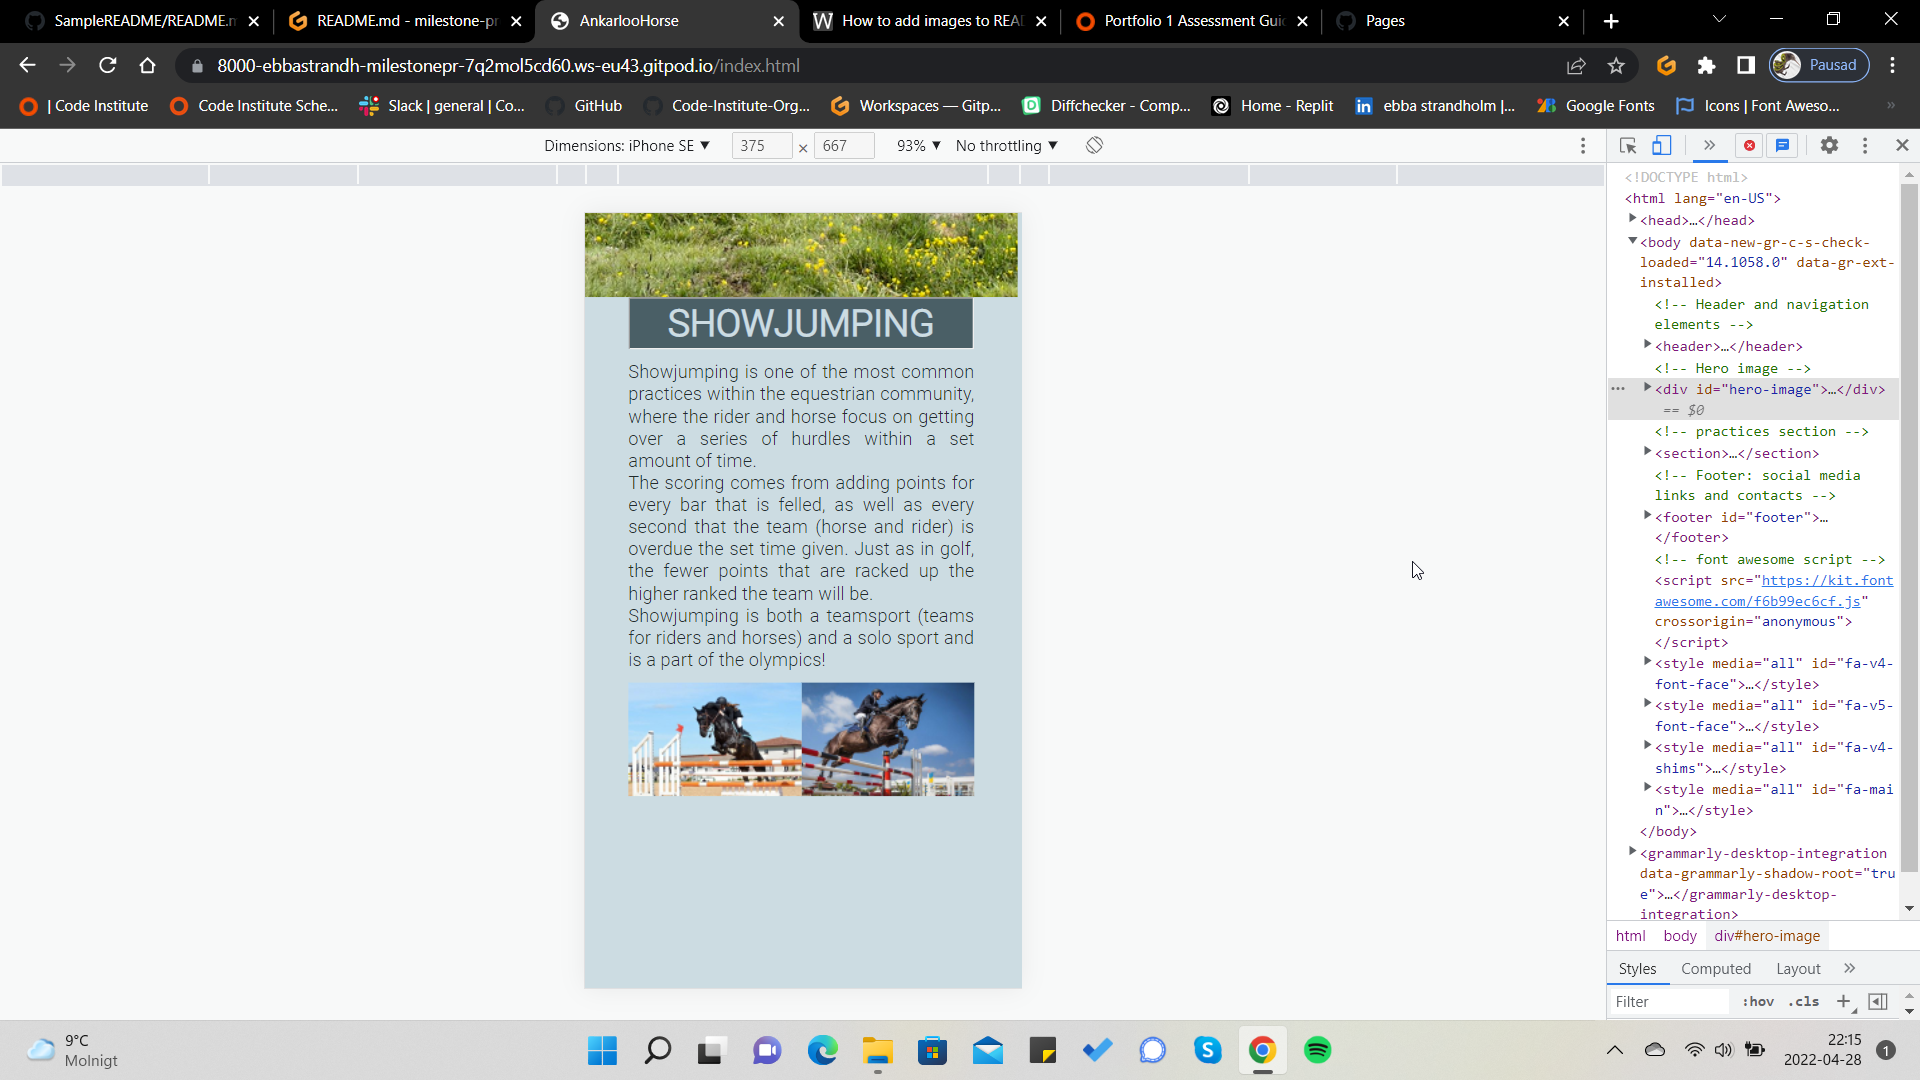 SampleREADME/README.m
README.md - milestone-pr
AnkarlooHorse
How to add images to READ
Portfolio 1 Assessment Guid
Pages
8000-ebbastrandh-milestonepr-7q2mol5cd60.ws-eu43.gitpod.io/index.html
Pausad
| Code Institute
Code Institute Sche...
Slack | general | Co...
GitHub
Code-Institute-Org...
Workspaces — Gitp...
Diffchecker - Comp...
Home - Replit
ebba strandholm |...
Google Fonts
Icons | Font Aweso...
Dimensions: iPhone SE ▼ 375 × 667 93% ▼ No throttling ▼
SHOWJUMPING
Showjumping is one of the most common
practices within the equestrian community,
where the rider and horse focus on getting
over a series of hurdles within a set
amount of time.
The scoring comes from adding points for
every bar that is felled, as well as every
second that the team (horse and rider) is
overdue the set time given. Just as in golf,
the fewer points that are racked up the
higher ranked the team will be.
Showjumping is both a teamsport (teams
for riders and horses) and a solo sport and
is a part of the olympics!
<!DOCTYPE html>
<html lang="en-US">
<head>…</head>
<body data-new-gr-c-s-check-
loaded="14.1058.0" data-gr-ext-
installed>
<!-- Header and navigation
elements -->
<header>…</header>
<!-- Hero image -->
<div id="hero-image">…</div>
== $0
<!-- practices section -->
<section>…</section>
<!-- Footer: social media
links and contacts -->
<footer id="footer">…
</footer>
<!-- font awesome script -->
<script src="https://kit.font
awesome.com/f6b99ec6cf.js"
crossorigin="anonymous">
</script>
<style media="all" id="fa-v4-
font-face">…</style>
<style media="all" id="fa-v5-
font-face">…</style>
<style media="all" id="fa-v4-
shims">…</style>
<style media="all" id="fa-mai
n">…</style>
</body>
<grammarly-desktop-integration
data-grammarly-shadow-root="tru
e">…</grammarly-desktop-
integration>
html body div#hero-image
Styles Computed Layout
Filter :hov .cls
9°C
Molnigt
22:15
2022-04-28
1